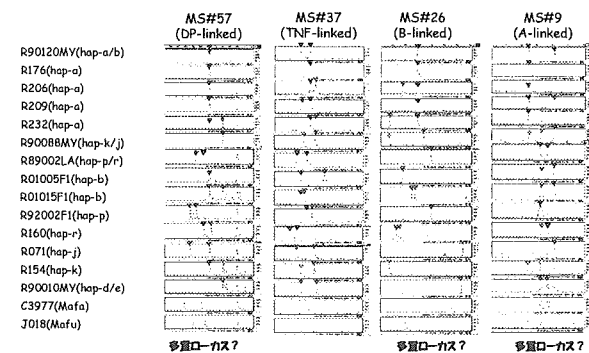 MS#57 MS#37 MS#26 MS#9
(DP-linked) (TNF-linked) (B-linked) (A-linked)
R90120MY(hap-a/b)
R176(hap-a)
R206(hap-a)
R209(hap-a)
R232(hap-a)
R90088MY(hap-k/j)
R89002LA(hap-p/r)
R01005F1(hap-b)
R01015F1(hap-b)
R92002F1(hap-p)
R160(hap-r)
R071(hap-j)
R154(hap-k)
R90010MY(hap-d/e)
C3977(Mafa)
J018(Mafu)
多重ローカス? 多重ローカス? 多重ローカス?